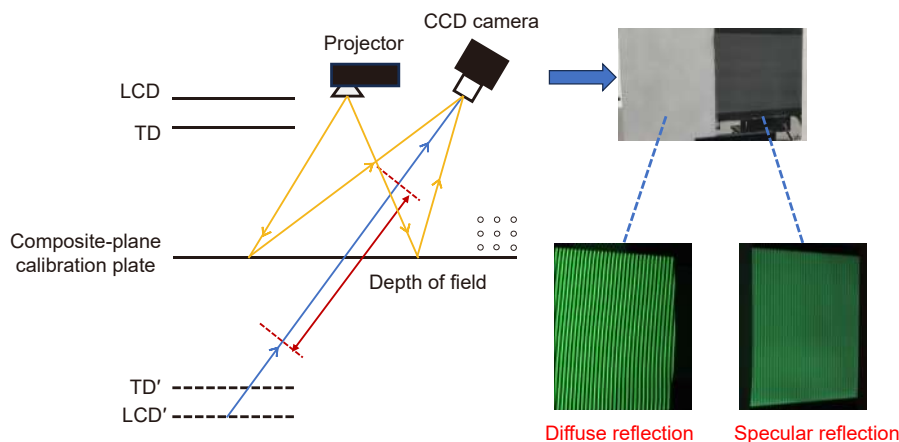 CCD camera
Projector
LCD
TD
Composite-plane
calibration plate
Depth of field
TD′
LCD′
Diffuse reflection
Specular reflection